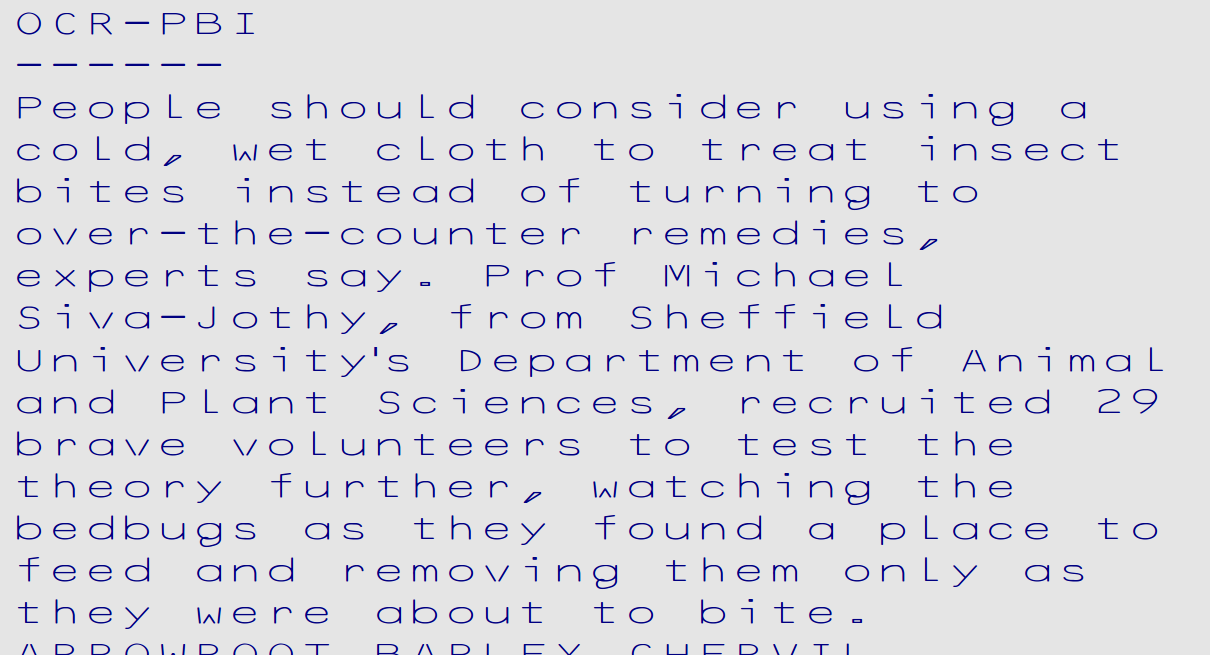 OCR-PBI
------
People should consider using a
cold, wet cloth to treat insect
bites instead of turning to
over-the-counter remedies,
experts say. Prof Michael
Siva-Jothy, from Sheffield
University's Department of Animal
and Plant Sciences, recruited 29
brave volunteers to test the
theory further, watching the
bedbugs as they found a place to
feed and removing them only as
they were about to bite.
ARROWROOT BARLEY CHERVIL